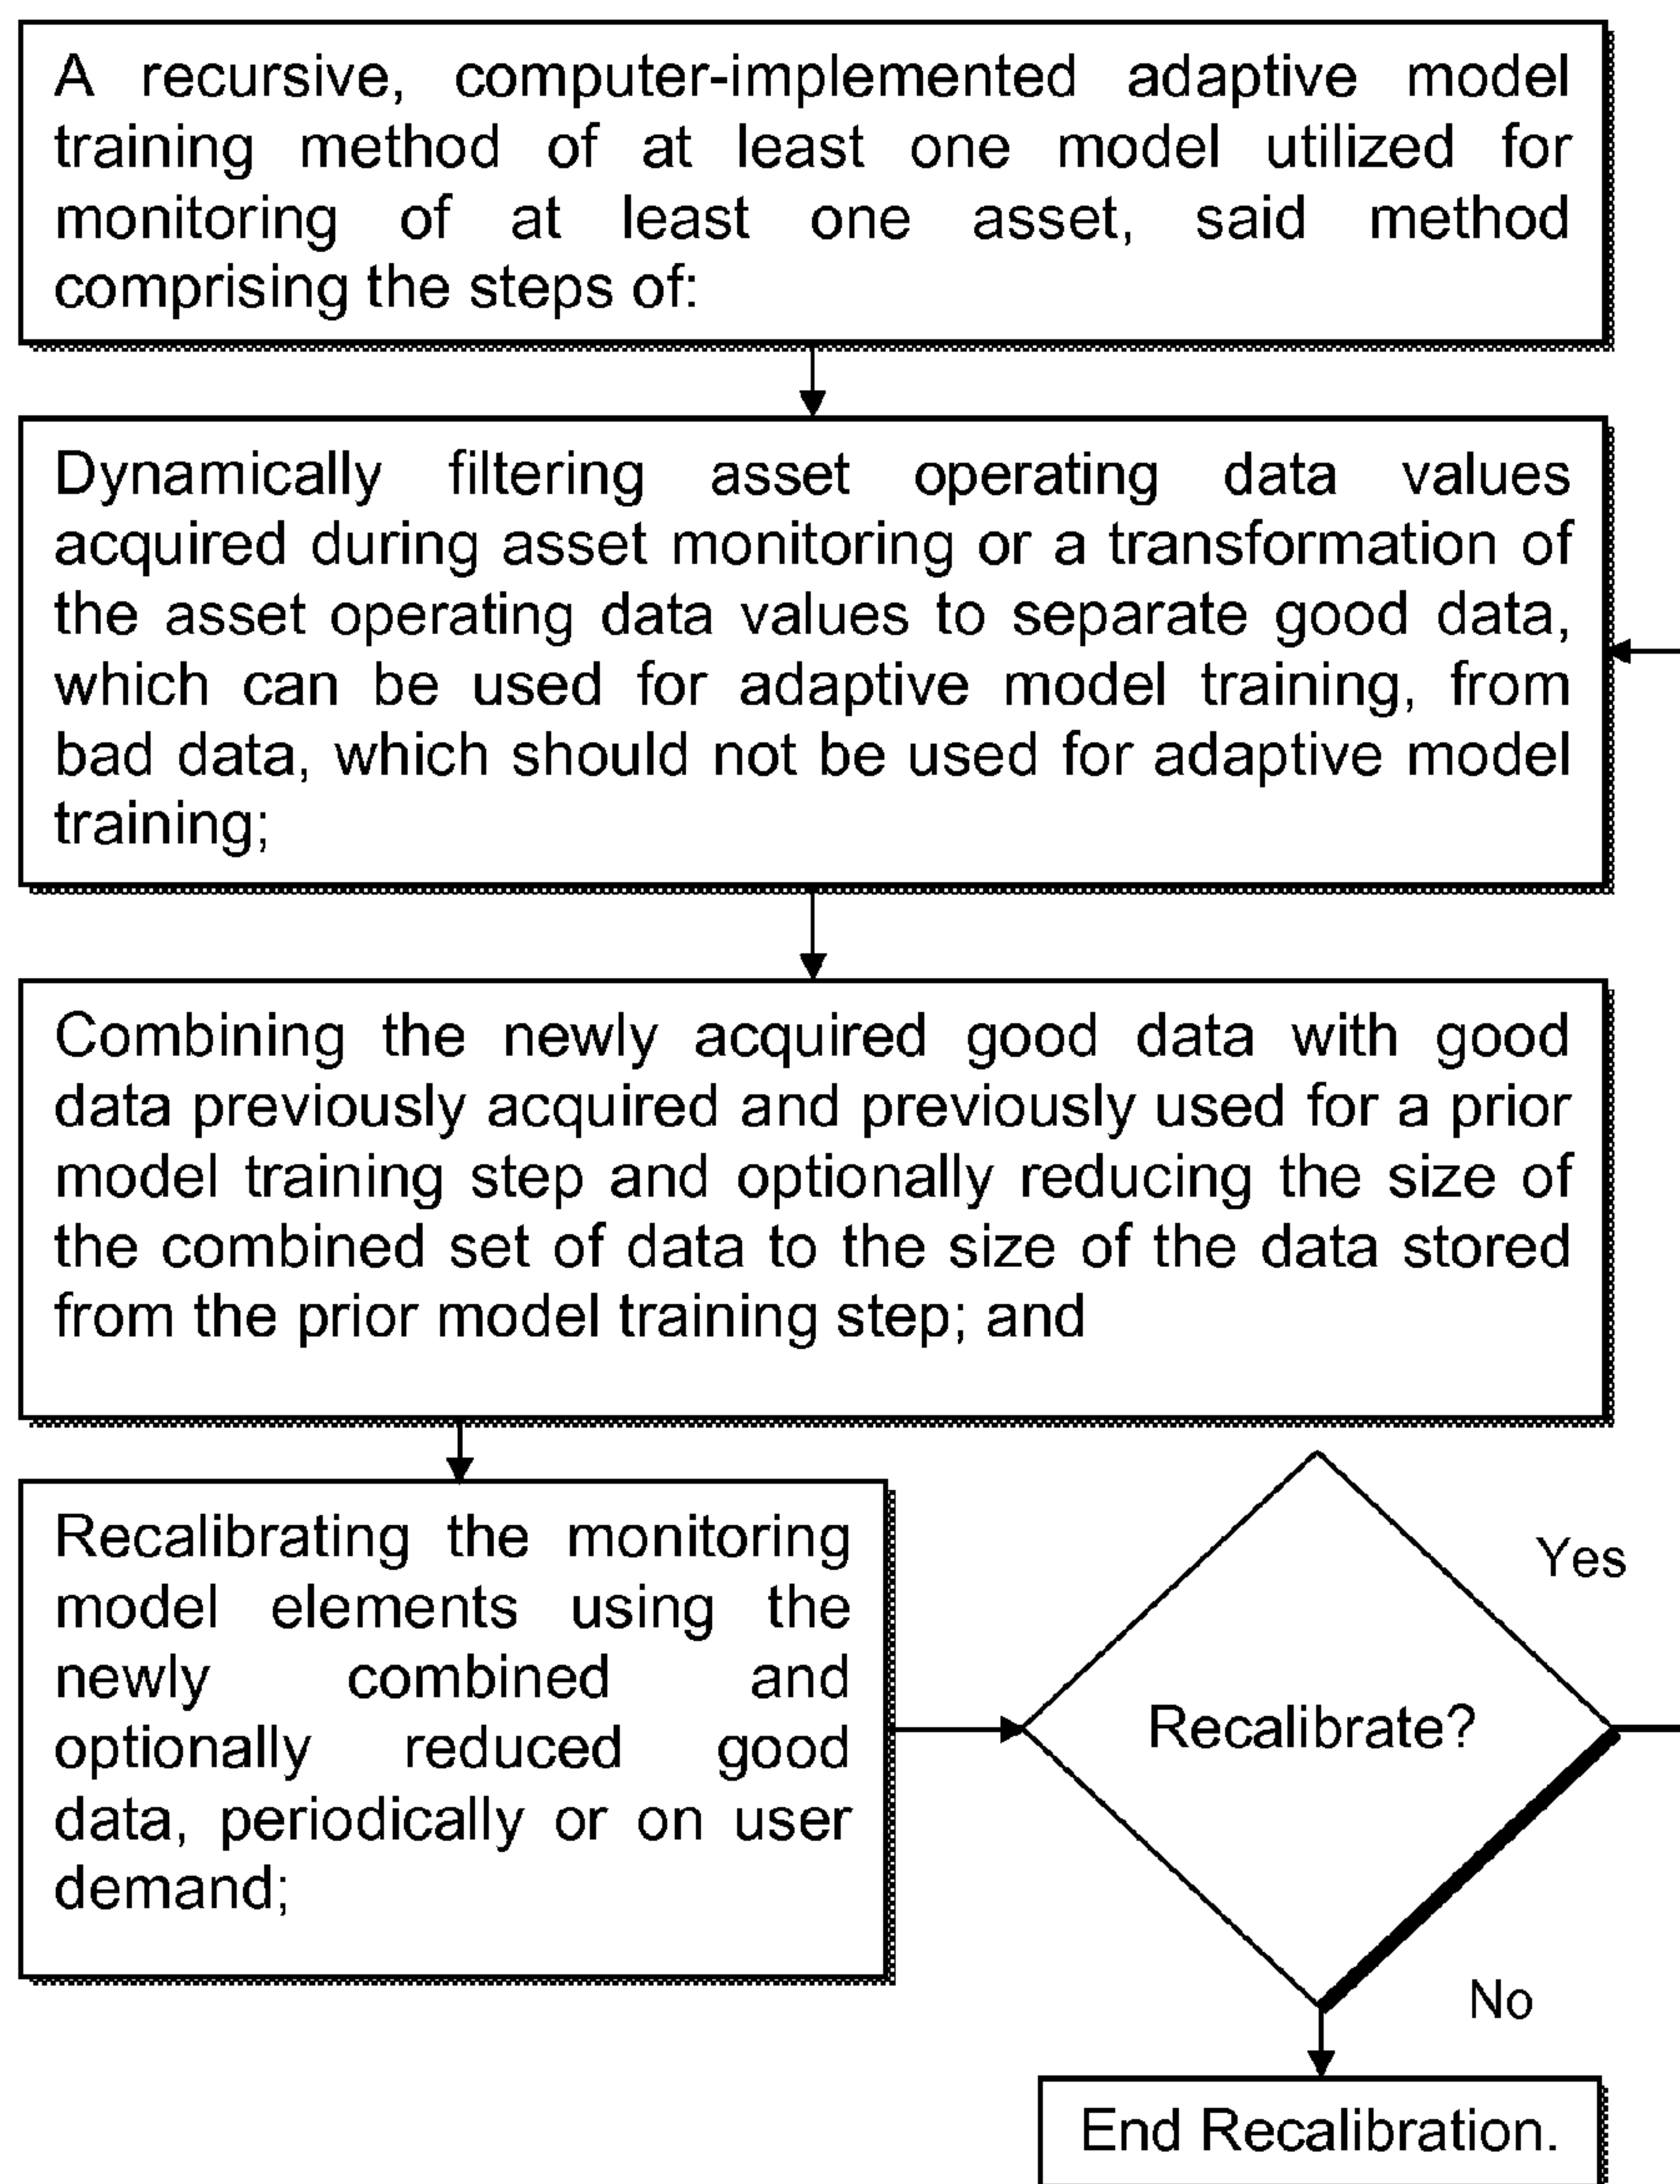 A recursive, computer-implemented adaptive model
training method of at least one model utilized for
monitoring of at least one asset, said method
comprising the steps of:
Dynamically filtering asset operating data values
acquired during asset monitoring or a transformation of
the asset operating data values to separate good data,
which can be used for adaptive model training, from
bad data, which should not be used for adaptive model
training;
Combining the newly acquired good data with good
data previously acquired and previously used for a prior
model training step and optionally reducing the size of
the combined set of data to the size of the data stored
from the prior model training step; and
Recalibrating the monitoring
model elements using the
newly combined and
optionally reduced good
data, periodically or on user
demand;
Yes
Recalibrate?
No
End Recalibration.